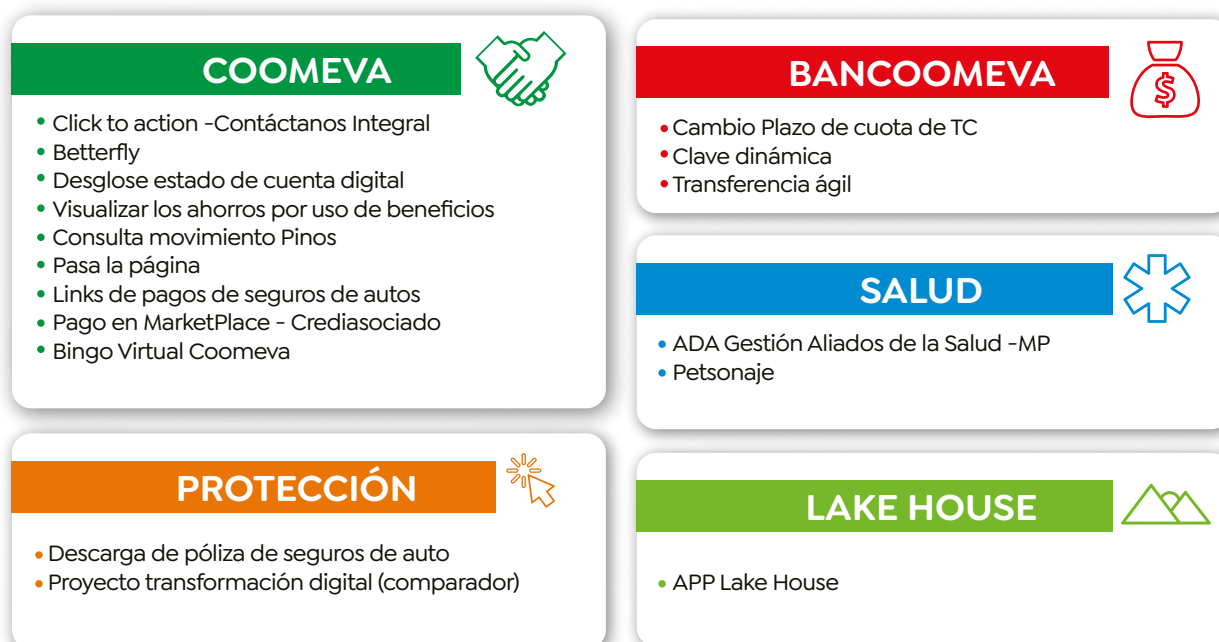 COOMEVA
• Click to action -Contáctanos Integral
• Betterfly
• Desglose estado de cuenta digital
• Visualizar los ahorros por uso de beneficios
• Consulta movimiento Pinos
• Pasa la página
• Links de pagos de seguros de autos
• Pago en MarketPlace - Crediasociado
• Bingo Virtual Coomeva
BANCOOMEVA
$
• Cambio Plazo de cuota de TC
• Clave dinámica
• Transferencia ágil
SALUD
• ADA Gestión Aliados de la Salud -MP
• Petsonaje
PROTECCIÓN
• Descarga de póliza de seguros de auto
• Proyecto transformación digital (comparador)
LAKE HOUSE
• APP Lake House